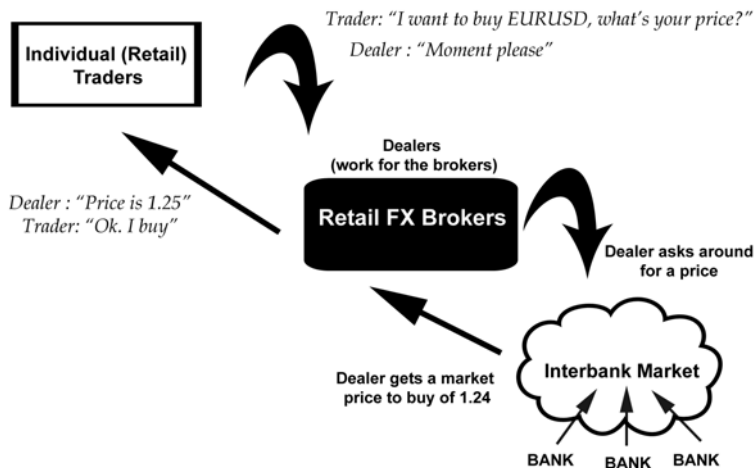 Trader: “I want to buy EURUSD, what's your price?”
Dealer : “Moment please”
Individual (Retail)
Traders
Dealers
(work for the brokers)
Retail FX Brokers
Dealer : “Price is 1.25”
Trader: “Ok. I buy”
Dealer asks around
for a price
Interbank Market
Dealer gets a market
price to buy of 1.24
BANK
BANK
BANK